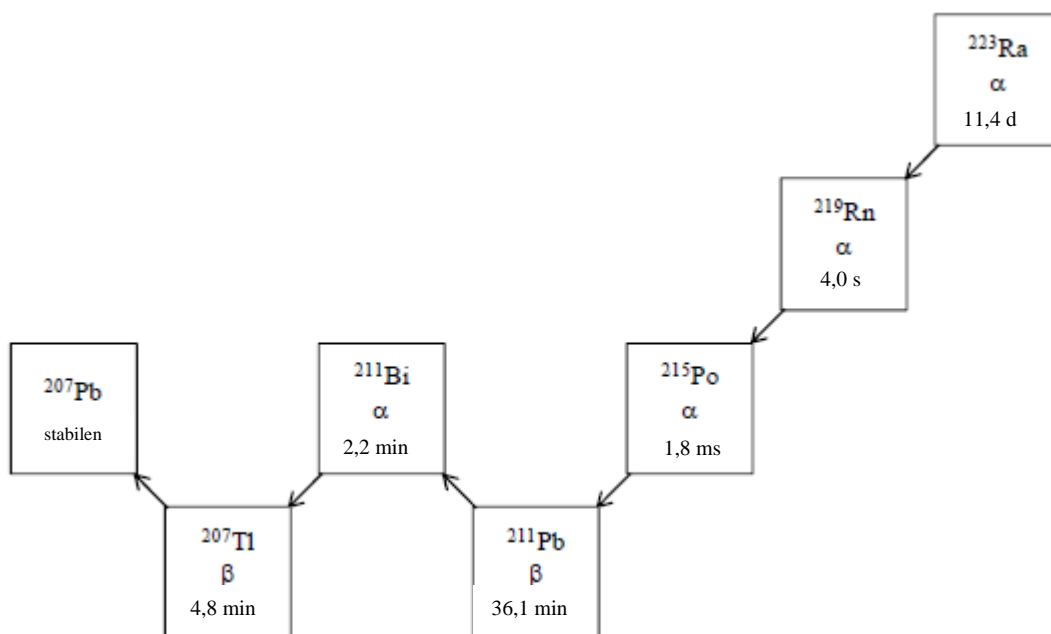 ²²³Ra
α
11,4 d
²¹⁹Rn
α
4,0 s
²¹⁵Po
α
1,8 ms
²¹¹Pb
β
36,1 min
²¹¹Bi
α
2,2 min
²⁰⁷Tl
β
4,8 min
²⁰⁷Pb
stabilen